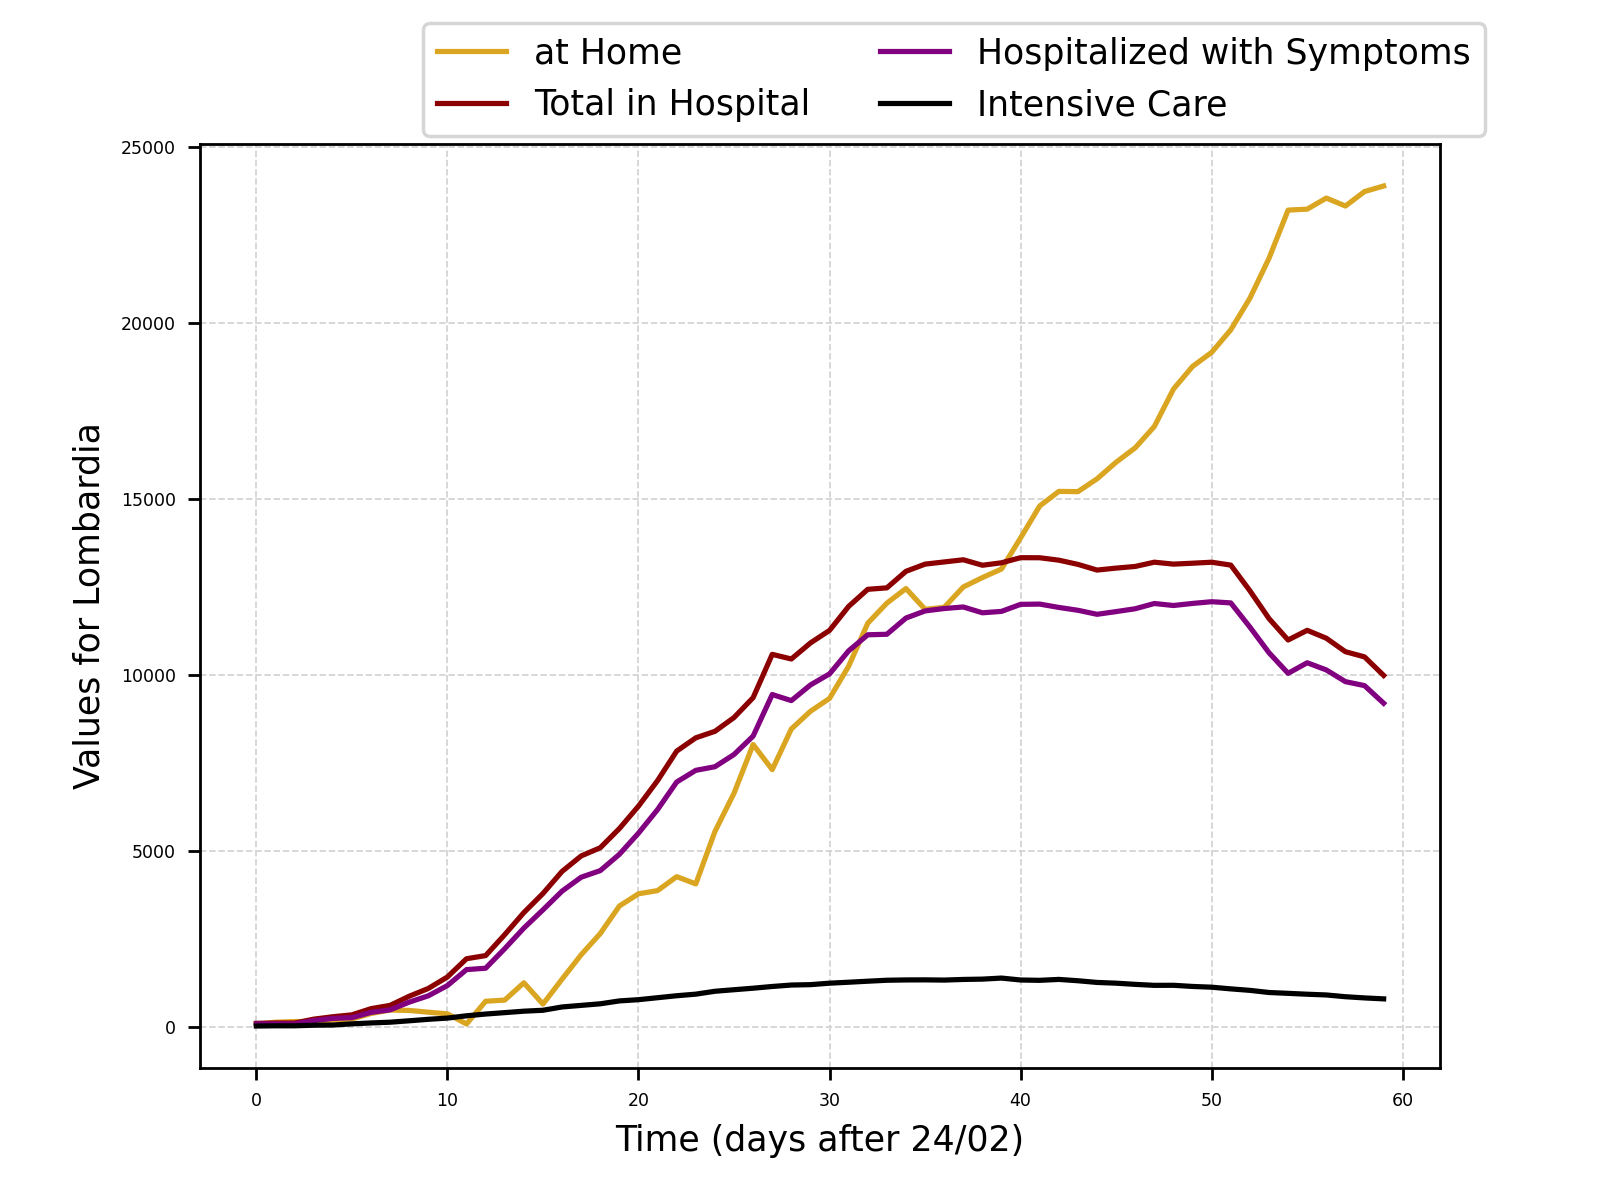 at Home
Hospitalized with Symptoms
Total in Hospital
Intensive Care
25000
20000
15000
10000
5000
0
Values for Lombardia
0 10 20 30 40 50 60
Time (days after 24/02)